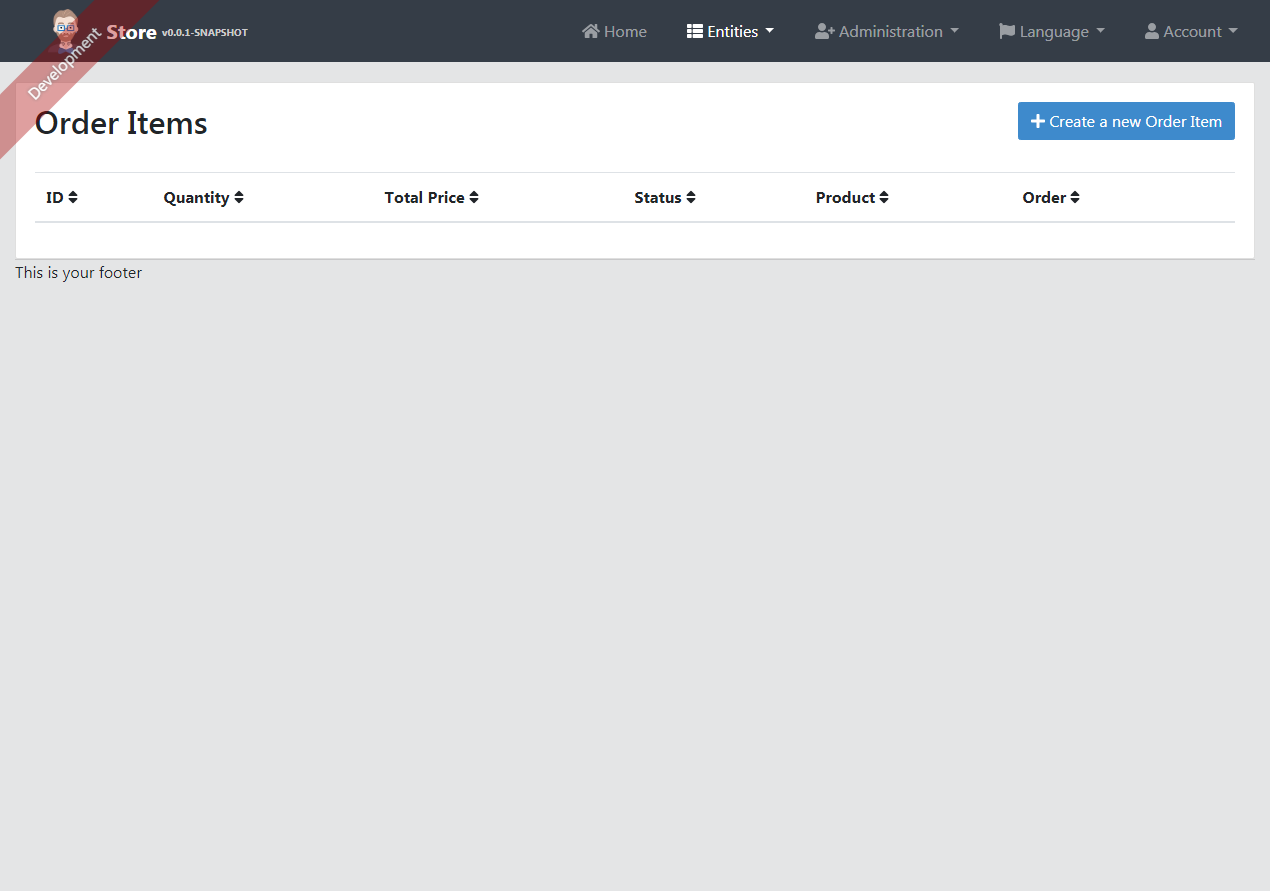 Development
Store v0.0.1-SNAPSHOT
Home
Entities
Administration
Language
Account
Order Items
Create a new Order Item
ID
Quantity
Total Price
Status
Product
Order
This is your footer